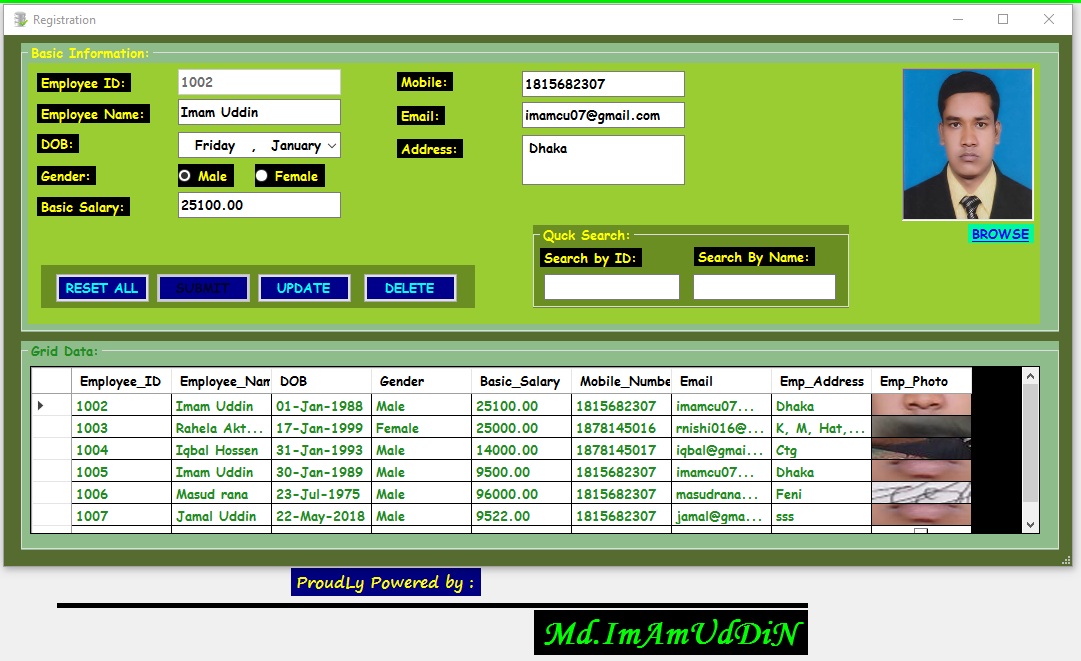 Registration
Basic Information:
Employee ID: 1002
Employee Name: Imam Uddin
DOB: Friday , January
Gender: Male Female
Basic Salary: 25100.00
Mobile: 1815682307
Email: imamcu07@gmail.com
Address: Dhaka
BROWSE
Quck Search:
Search by ID: Search By Name:
RESET ALL SUBMIT UPDATE DELETE
Grid Data:
Employee_ID Employee_Nam DOB Gender Basic_Salary Mobile_Numbe Email Emp_Address Emp_Photo
1002 Imam Uddin 01-Jan-1988 Male 25100.00 1815682307 imamcu07... Dhaka
1003 Rahela Akt... 17-Jan-1999 Female 25000.00 1878145016 rnishi016@... K, M, Hat,...
1004 Iqbal Hossen 31-Jan-1993 Male 14000.00 1878145017 iqbal@gmai... Ctg
1005 Imam Uddin 30-Jan-1989 Male 9500.00 1815682307 imamcu07... Dhaka
1006 Masud rana 23-Jul-1975 Male 96000.00 1815682307 masudrana... Feni
1007 Jamal Uddin 22-May-2018 Male 9522.00 1815682307 jamal@gma... sss
ProudLy Powered by :
Md.ImAmUdDiN